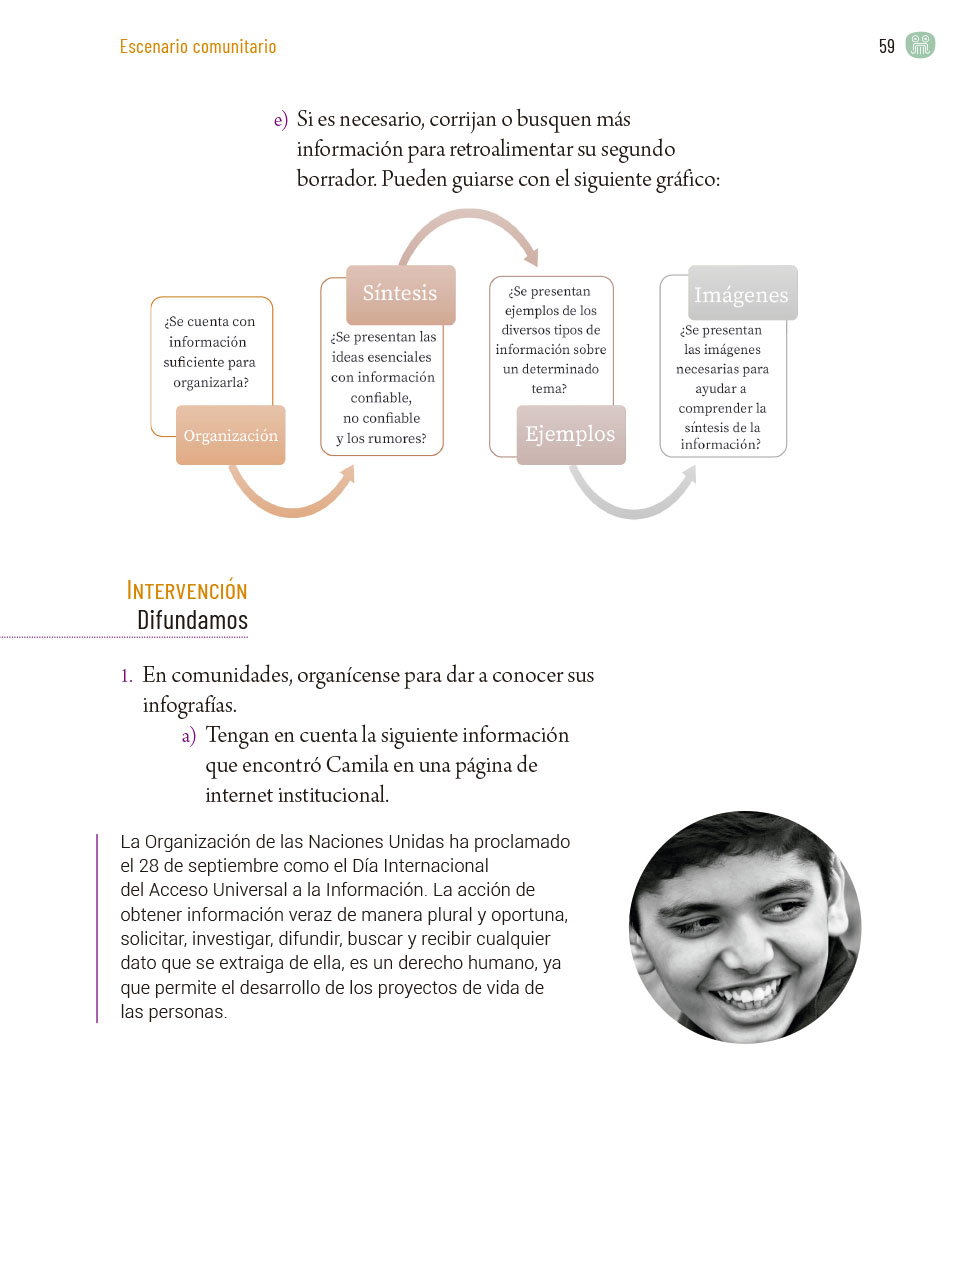 Escenario comunitario
59
e) Si es necesario, corrijan o busquen más
información para retroalimentar su segundo
borrador. Pueden guiarse con el siguiente gráfico:
¿Se cuenta con
información
suficiente para
organizarla?
Organización
Síntesis
¿Se presentan las
ideas esenciales
con información
confiable,
no confiable
y los rumores?
¿Se presentan
ejemplos de los
diversos tipos de
información sobre
un determinado
tema?
Ejemplos
Imágenes
¿Se presentan
las imágenes
necesarias para
ayudar a
comprender la
síntesis de la
información?
Intervención
Difundamos
1. En comunidades, organícense para dar a conocer sus
infografías.
a) Tengan en cuenta la siguiente información
que encontró Camila en una página de
internet institucional.
La Organización de las Naciones Unidas ha proclamado
el 28 de septiembre como el Día Internacional
del Acceso Universal a la Información. La acción de
obtener información veraz de manera plural y oportuna,
solicitar, investigar, difundir, buscar y recibir cualquier
dato que se extraiga de ella, es un derecho humano, ya
que permite el desarrollo de los proyectos de vida de
las personas.